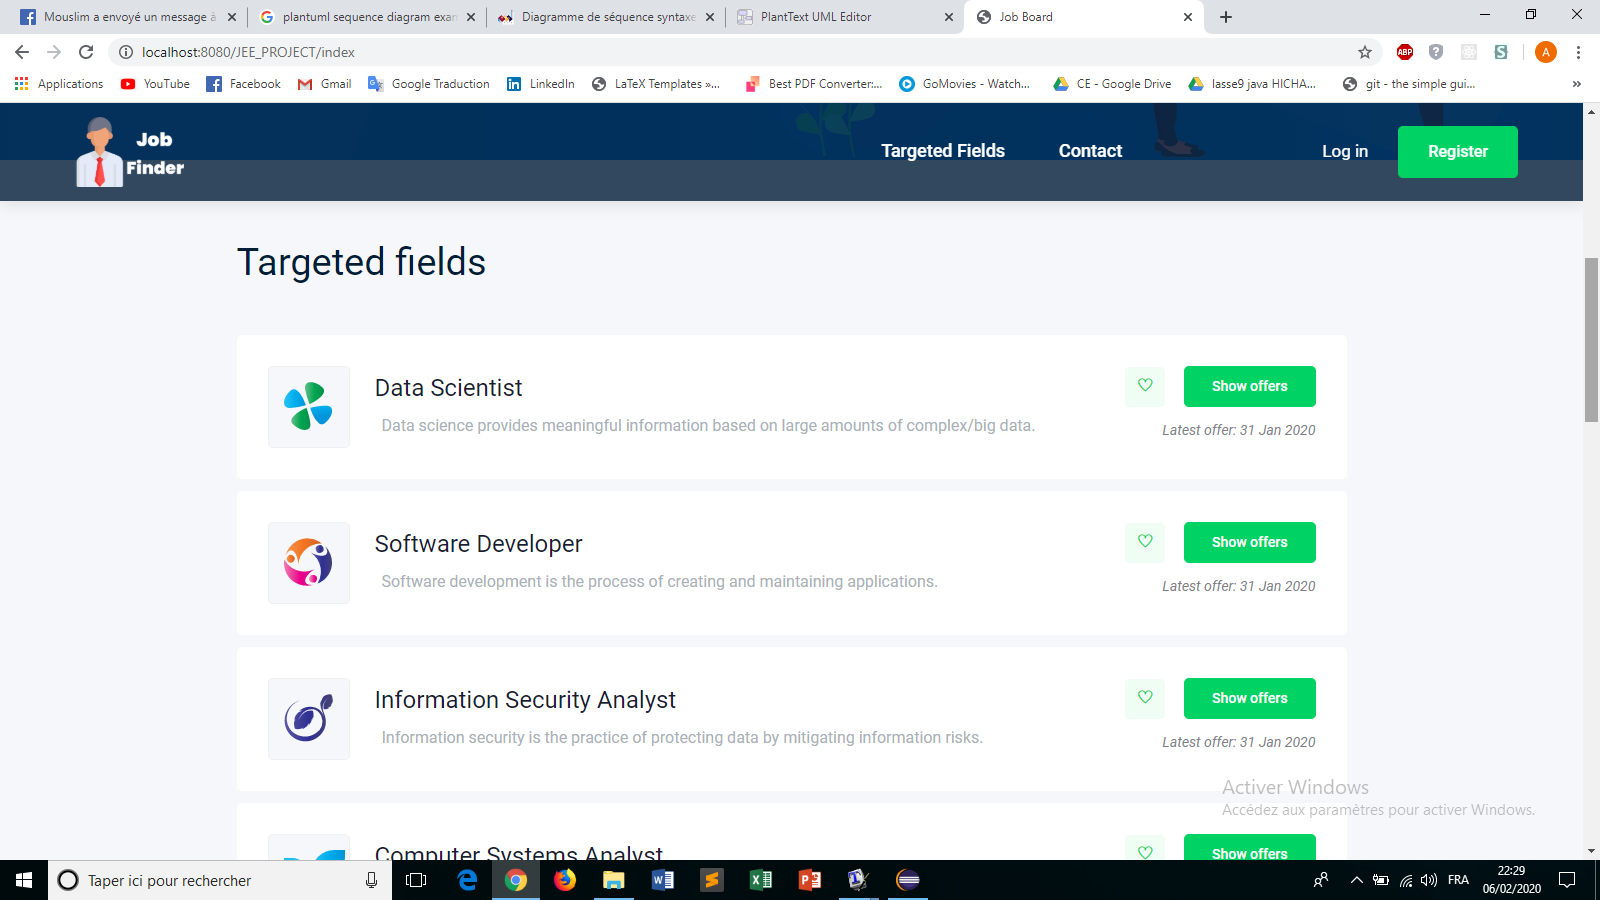 Mouslim a envoyé un message à
plantuml sequence diagram exan
Diagramme de séquence syntaxe
PlantText UML Editor
Job Board
localhost:8080/JEE_PROJECT/index
ABP
A
Applications
YouTube
Facebook
Gmail
Google Traduction
LinkedIn
LaTeX Templates »...
Best PDF Converter:...
GoMovies - Watch...
CE - Google Drive
lasse9 java HICHA...
git - the simple gui...
»
Job
Finder
Targeted Fields
Contact
Log in
Register
Targeted fields
Data Scientist
Show offers
Data science provides meaningful information based on large amounts of complex/big data.
Latest offer: 31 Jan 2020
Software Developer
Show offers
Software development is the process of creating and maintaining applications.
Latest offer: 31 Jan 2020
Information Security Analyst
Show offers
Information security is the practice of protecting data by mitigating information risks.
Latest offer: 31 Jan 2020
Activer Windows
Accédez aux paramètres pour activer Windows.
Computer Systems Analyst
Show offers
Taper ici pour rechercher
FRA
22:29
06/02/2020